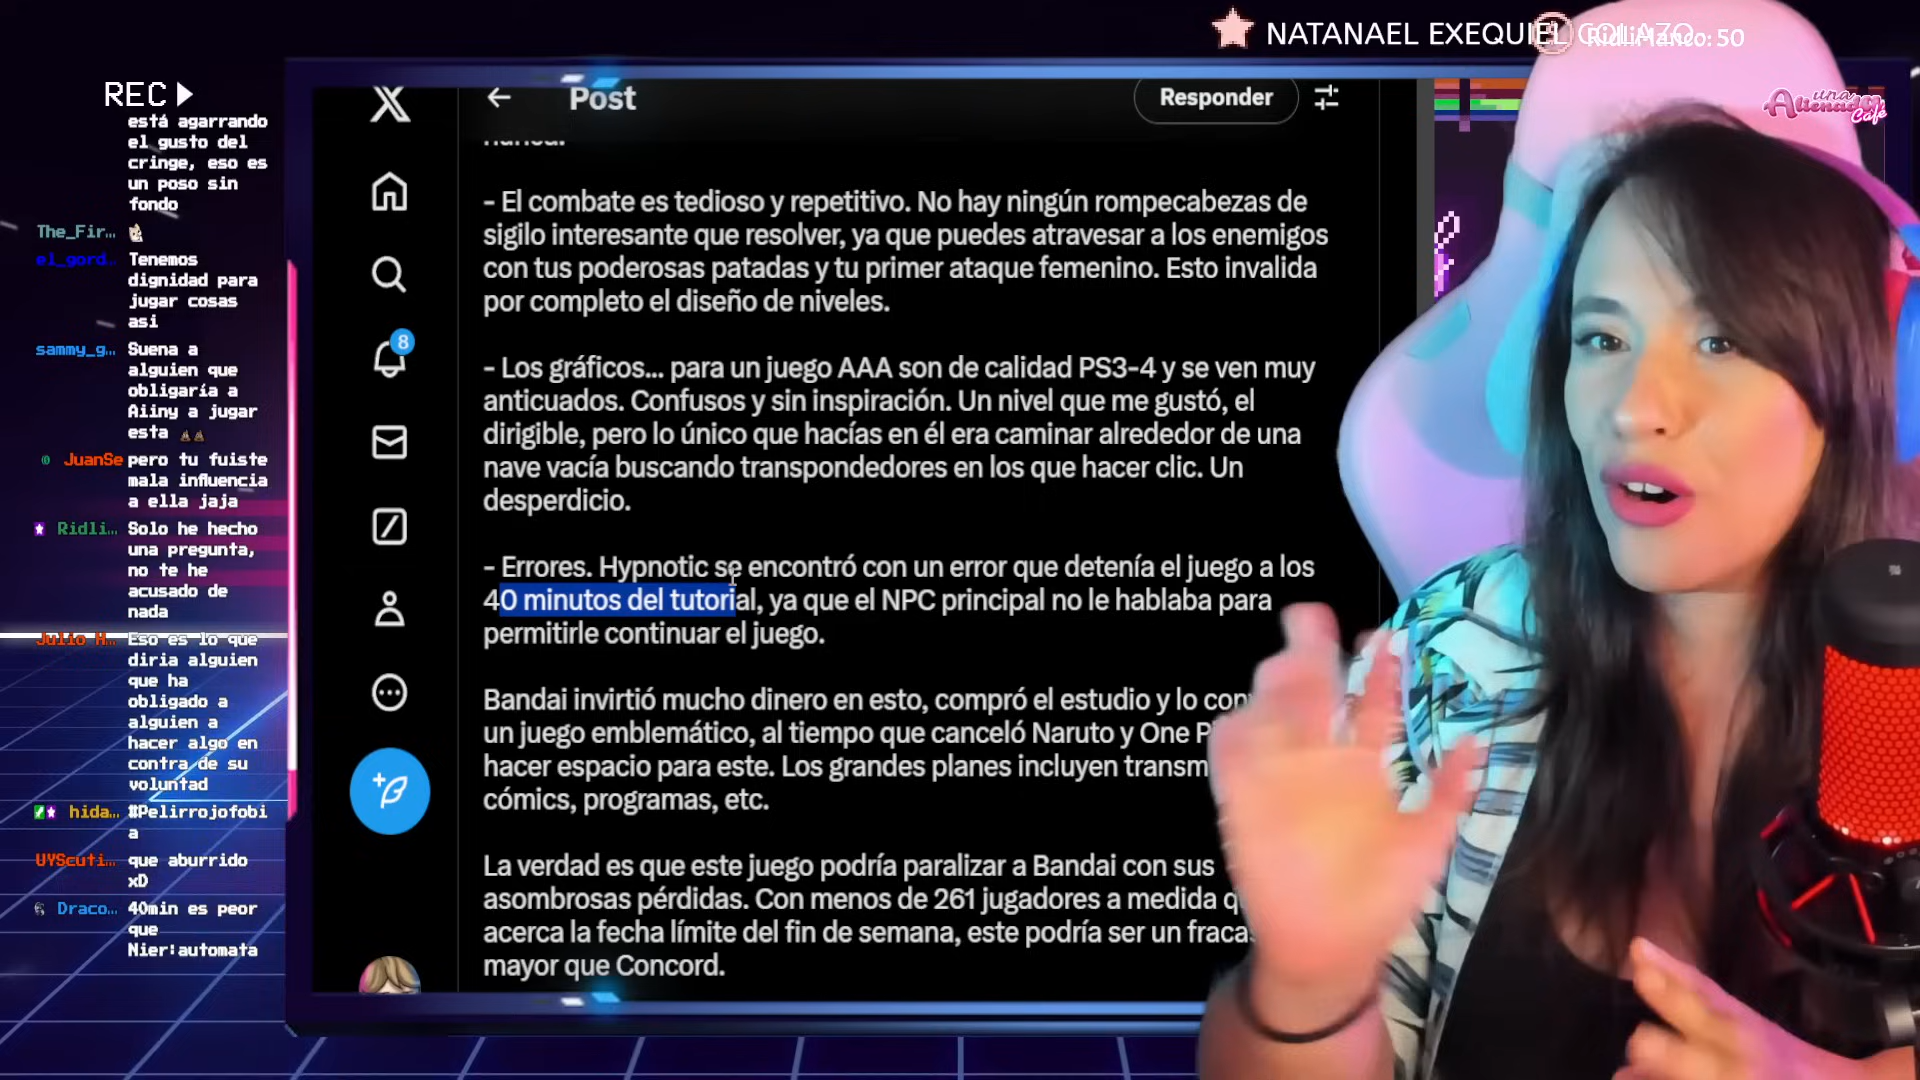 NATANAEL EXEQUIEL COLAZO
RidliManco: 50
una
Alienada
Café
REC
está agarrando
el gusto del
cringe, eso es
un poso sin
fondo
The_Fir...
el_gord.. Tenemos
dignidad para
jugar cosas
asi
sammy_g... Suena a
alguien que
obligaría a
Aiiny a jugar
esta
JuanSe pero tu fuiste
mala influencia
a ella jaja
Ridli... Solo he hecho
una pregunta,
no te he
acusado de
nada
Julio H... Eso es lo que
diria alguien
que ha
obligado a
alguien a
hacer algo en
contra de su
voluntad
hida... #Pelirrojofobi
a
UYScuti... que aburrido
xD
Draco... 40min es peor
que
Nier:automata
Post
Responder
8
nunca.
- El combate es tedioso y repetitivo. No hay ningún rompecabezas de
sigilo interesante que resolver, ya que puedes atravesar a los enemigos
con tus poderosas patadas y tu primer ataque femenino. Esto invalida
por completo el diseño de niveles.
- Los gráficos... para un juego AAA son de calidad PS3-4 y se ven muy
anticuados. Confusos y sin inspiración. Un nivel que me gustó, el
dirigible, pero lo único que hacías en él era caminar alrededor de una
nave vacía buscando transpondedores en los que hacer clic. Un
desperdicio.
- Errores. Hypnotic se encontró con un error que detenía el juego a los
40 minutos del tutorial, ya que el NPC principal no le hablaba para
permitirle continuar el juego.
Bandai invirtió mucho dinero en esto, compró el estudio y lo con
un juego emblemático, al tiempo que canceló Naruto y One P
hacer espacio para este. Los grandes planes incluyen transm
cómics, programas, etc.
La verdad es que este juego podría paralizar a Bandai con sus
asombrosas pérdidas. Con menos de 261 jugadores a medida q
acerca la fecha límite del fin de semana, este podría ser un fraca
mayor que Concord.